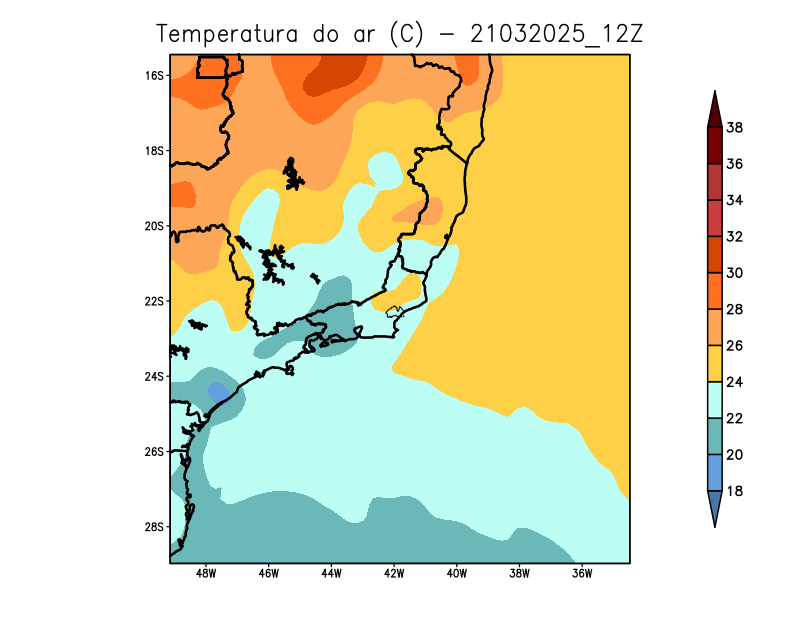 Temperatura do ar (C) – 21032025_12Z
16S
18S
20S
22S
24S
26S
28S
48W 46W 44W 42W 40W 38W 36W
38
36
34
32
30
28
26
24
22
20
18